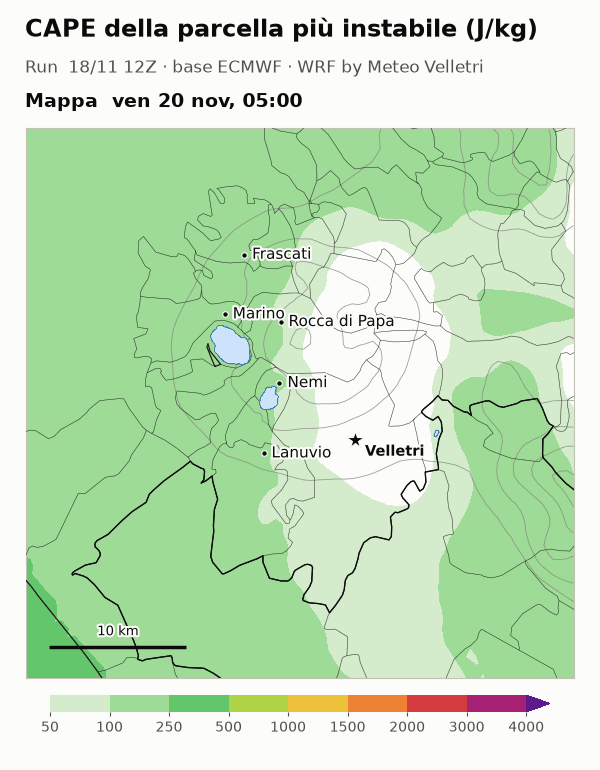 CAPE della parcella più instabile (J/kg)
Run 18/11 12Z · base ECMWF · WRF by Meteo Velletri
Mappa ven 20 nov, 05:00
Frascati
Marino
Rocca di Papa
Nemi
Velletri
Lanuvio
10 km
50 100 250 500 1000 1500 2000 3000 4000